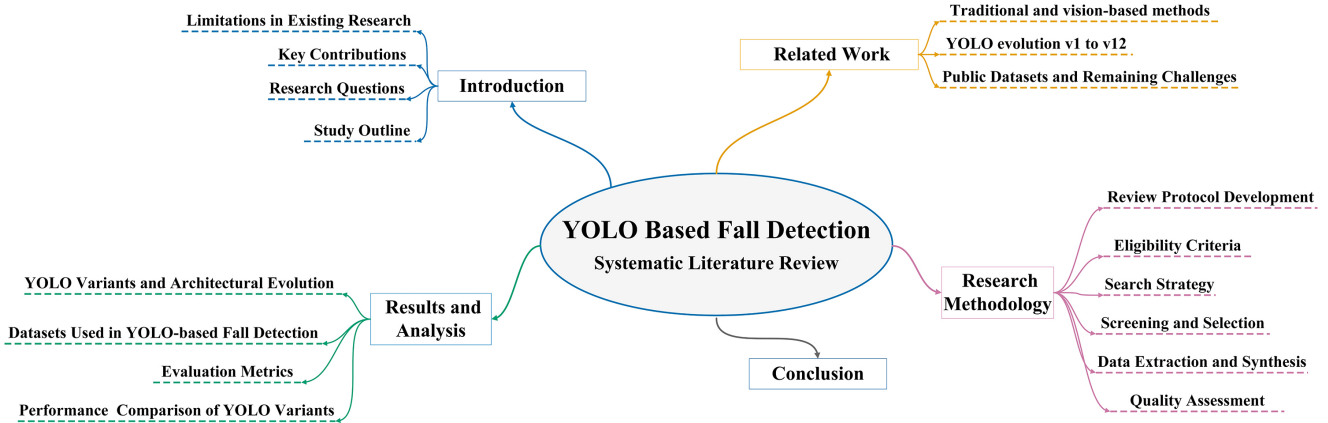 YOLO Based Fall Detection
Systematic Literature Review
Introduction
Limitations in Existing Research
Key Contributions
Research Questions
Study Outline
Related Work
Traditional and vision-based methods
YOLO evolution v1 to v12
Public Datasets and Remaining Challenges
Research
Methodology
Review Protocol Development
Eligibility Criteria
Search Strategy
Screening and Selection
Data Extraction and Synthesis
Quality Assessment
Results and
Analysis
YOLO Variants and Architectural Evolution
Datasets Used in YOLO-based Fall Detection
Evaluation Metrics
Performance Comparison of YOLO Variants
Conclusion